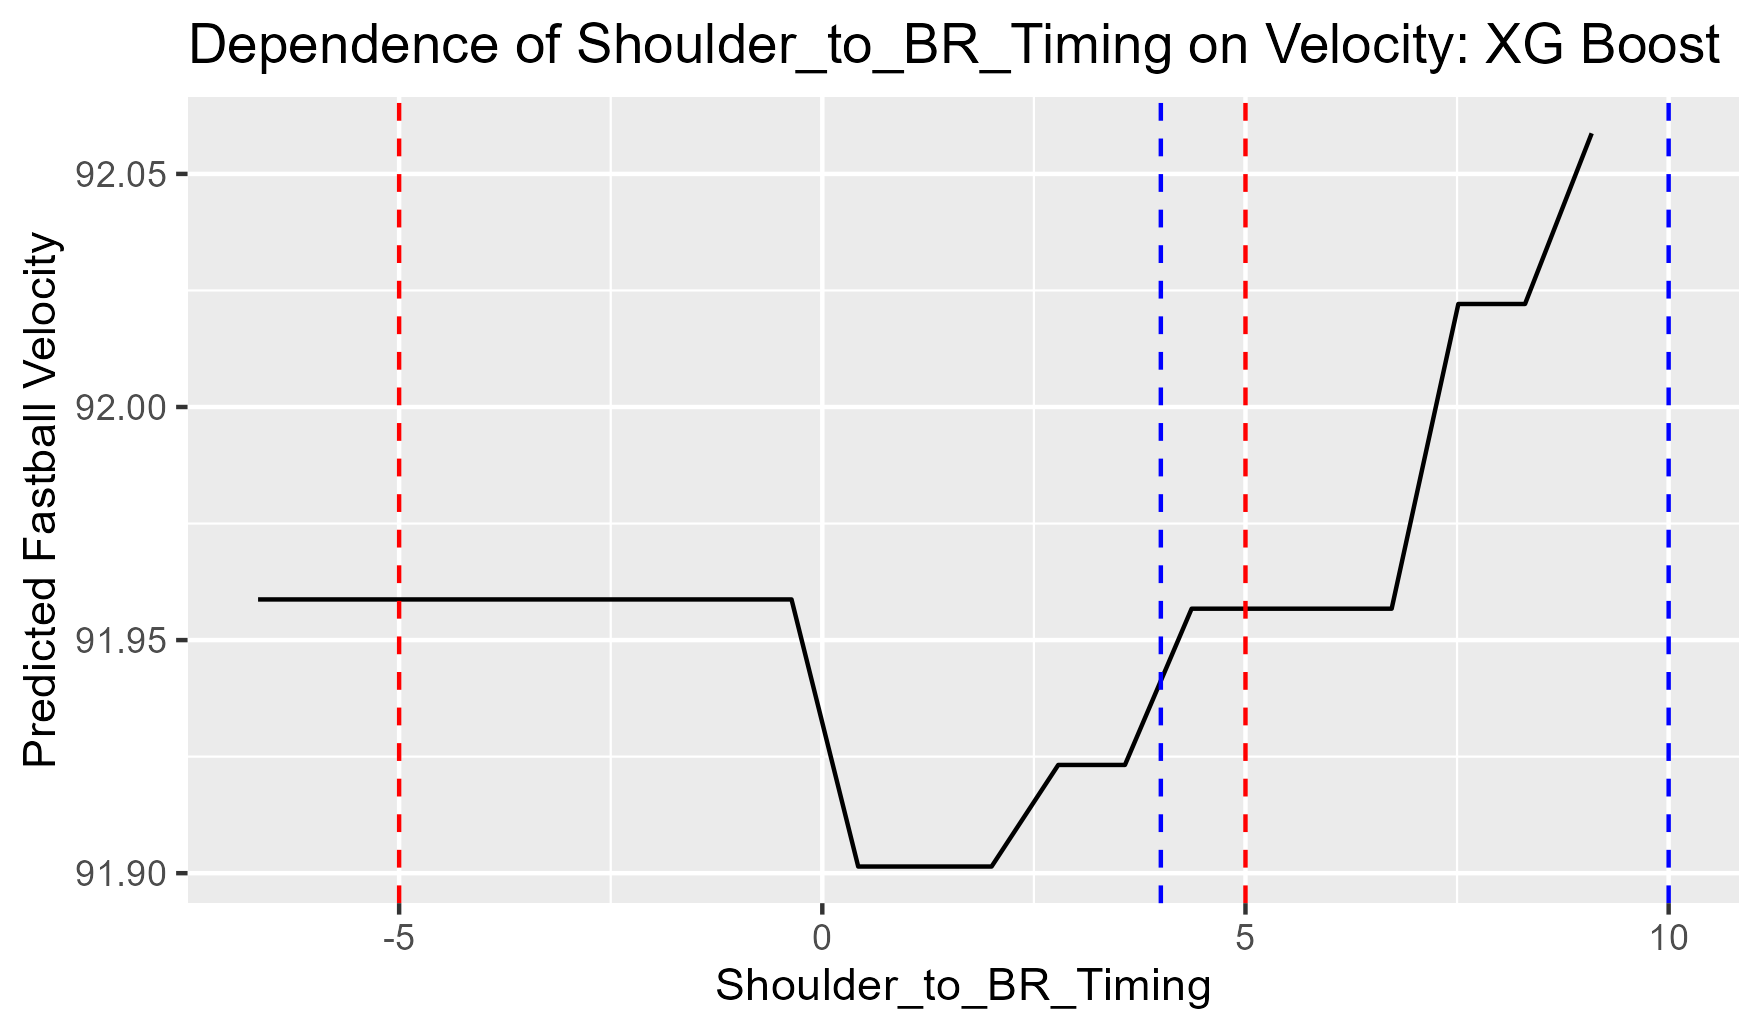 Dependence of Shoulder_to_BR_Timing on Velocity: XG Boost
Predicted Fastball Velocity
92.05
92.00
91.95
91.90
-5
0
5
10
Shoulder_to_BR_Timing